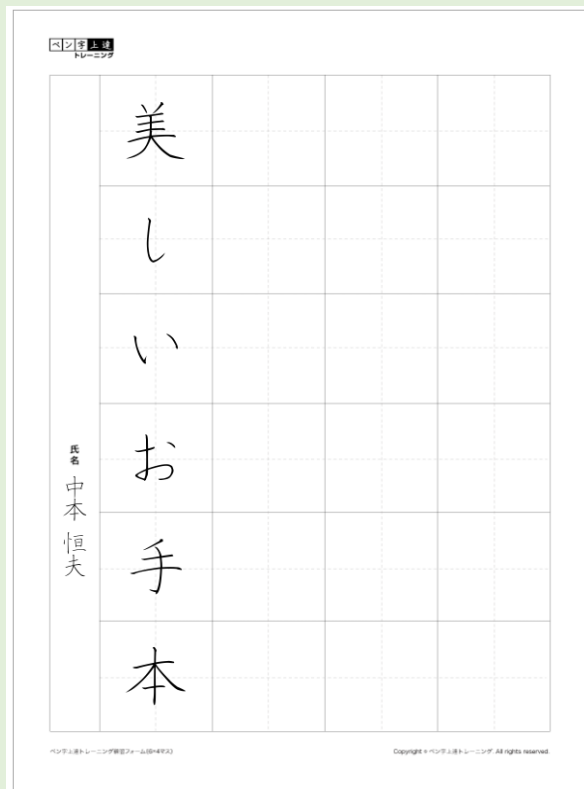 ペン字上達
トレーニング
美しいお手本
氏名 中本 恒夫
ペン字上達トレーニング練習フォーム(6×4マス)
Copyright © ペン字上達トレーニング. All rights reserved.